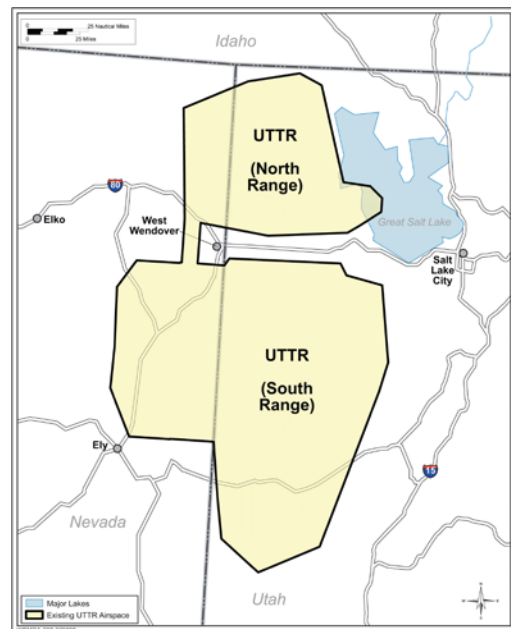 0 25 Nautical Miles
0 25 Miles
Idaho
UTTR
(North
Range)
80
Elko
West
Wendover
Great Salt Lake
Salt
Lake
City
UTTR
(South
Range)
Ely
15
Nevada
Utah
Major Lakes
Existing UTTR Airspace